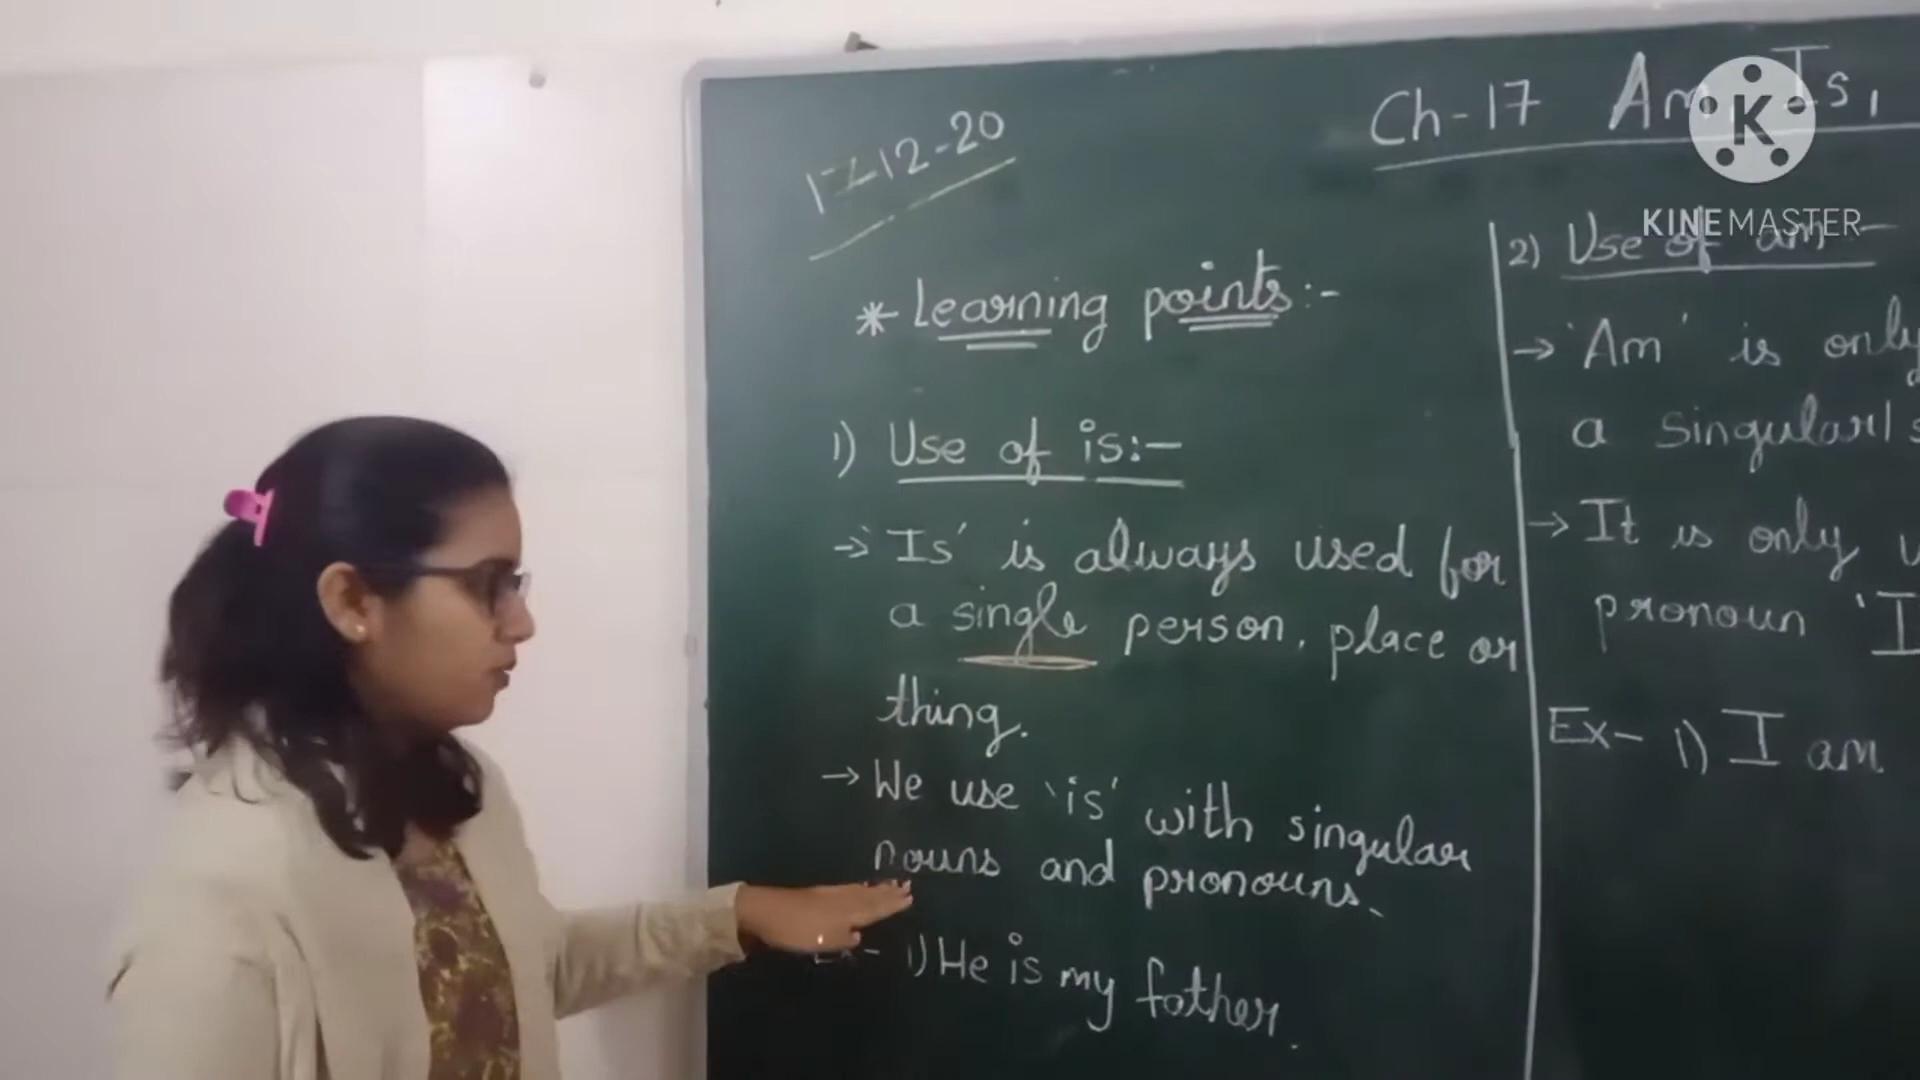 17-12-20
Ch-17 Am, Is,
* Learning points:-
1) Use of is:-
→ 'Is' is always used for
a single person, place or
thing.
→ We use 'is' with singular
nouns and pronouns.
Ex- 1) He is my father.
2) Use of am -
→ 'Am' is only
a singular/
→ It is only
pronoun 'I
Ex- 1) I am
K
KINEMASTER